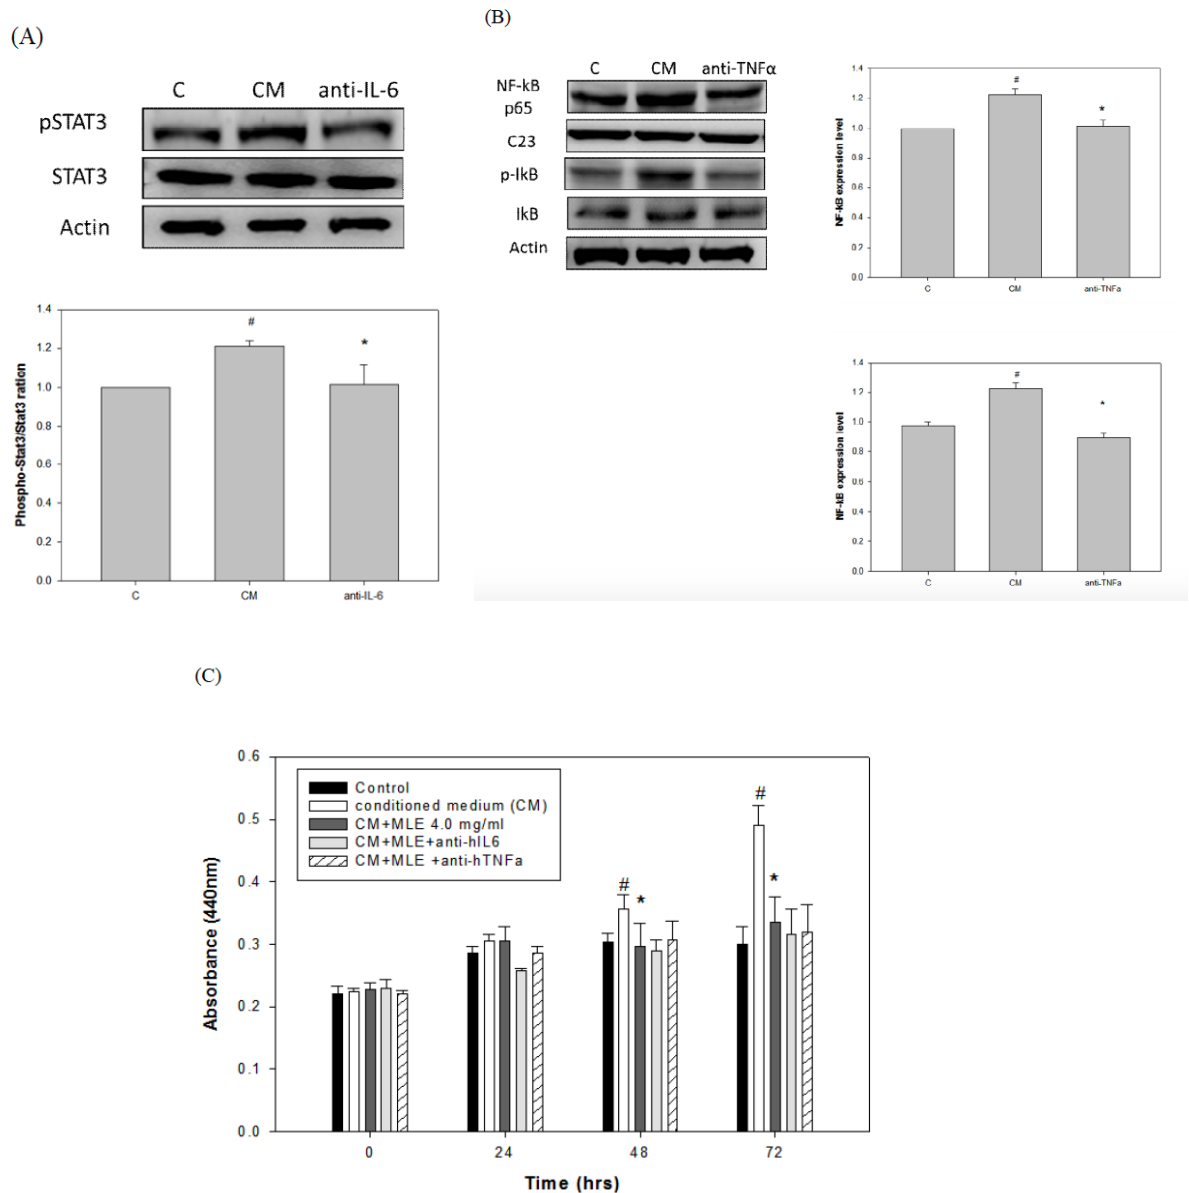 (A)
C CM anti-IL-6
pSTAT3
STAT3
Actin
1.4
1.2
1.0
0.8
0.6
0.4
0.2
0.0
Phospho-Stat3/Stat3 ration
#
*
C CM anti-IL-6
(B)
C CM anti-TNFα
NF-kB
p65
C23
p-IkB
IkB
Actin
1.4
1.2
1.0
0.8
0.6
0.4
0.2
0.0
NF-kB expression level
#
*
C CM anti-TNFa
1.4
1.2
1.0
0.8
0.6
0.4
0.2
0.0
NF-kB expression level
#
*
C CM anti-TNFa
(C)
0.6
0.5
0.4
0.3
0.2
0.1
0.0
Absorbance (440nm)
Control
conditioned medium (CM)
CM+MLE 4.0 mg/ml
CM+MLE+anti-hIL6
CM+MLE +anti-hTNFa
# *
# *
0 24 48 72
Time (hrs)